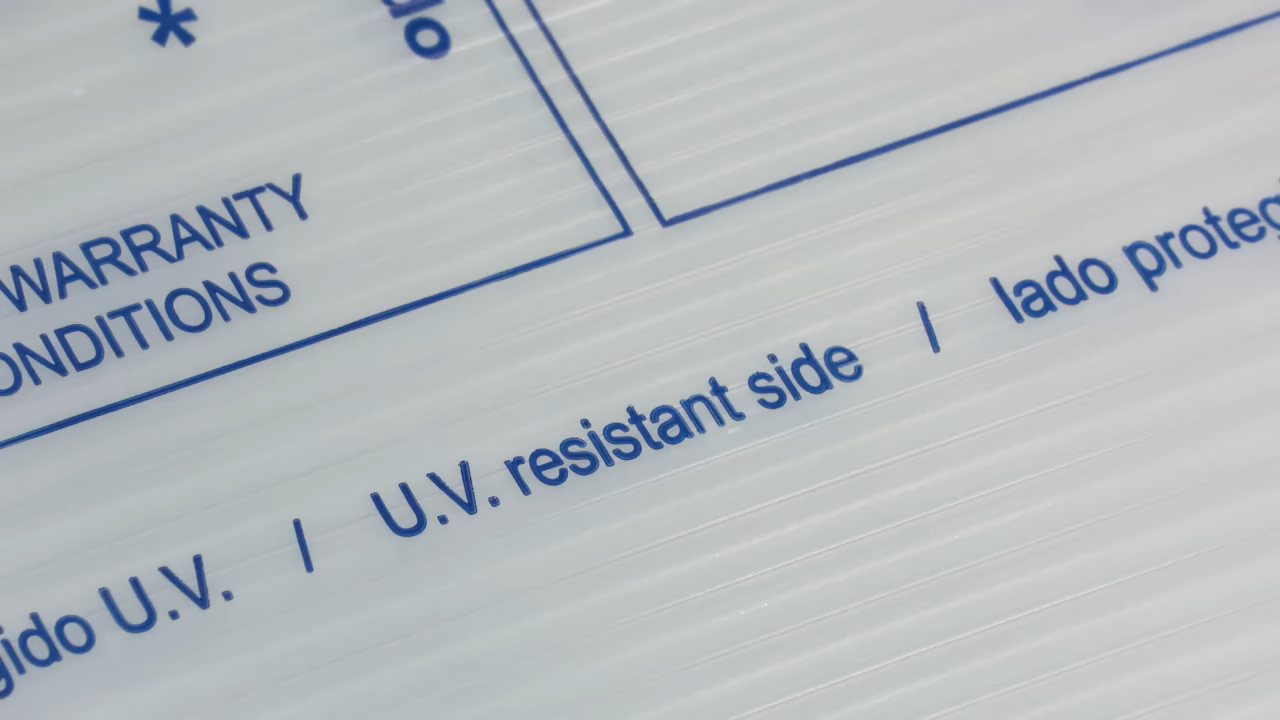 *
WARRANTY
ONDITIONS
gido U.V. / U.V. resistant side / lado proteg